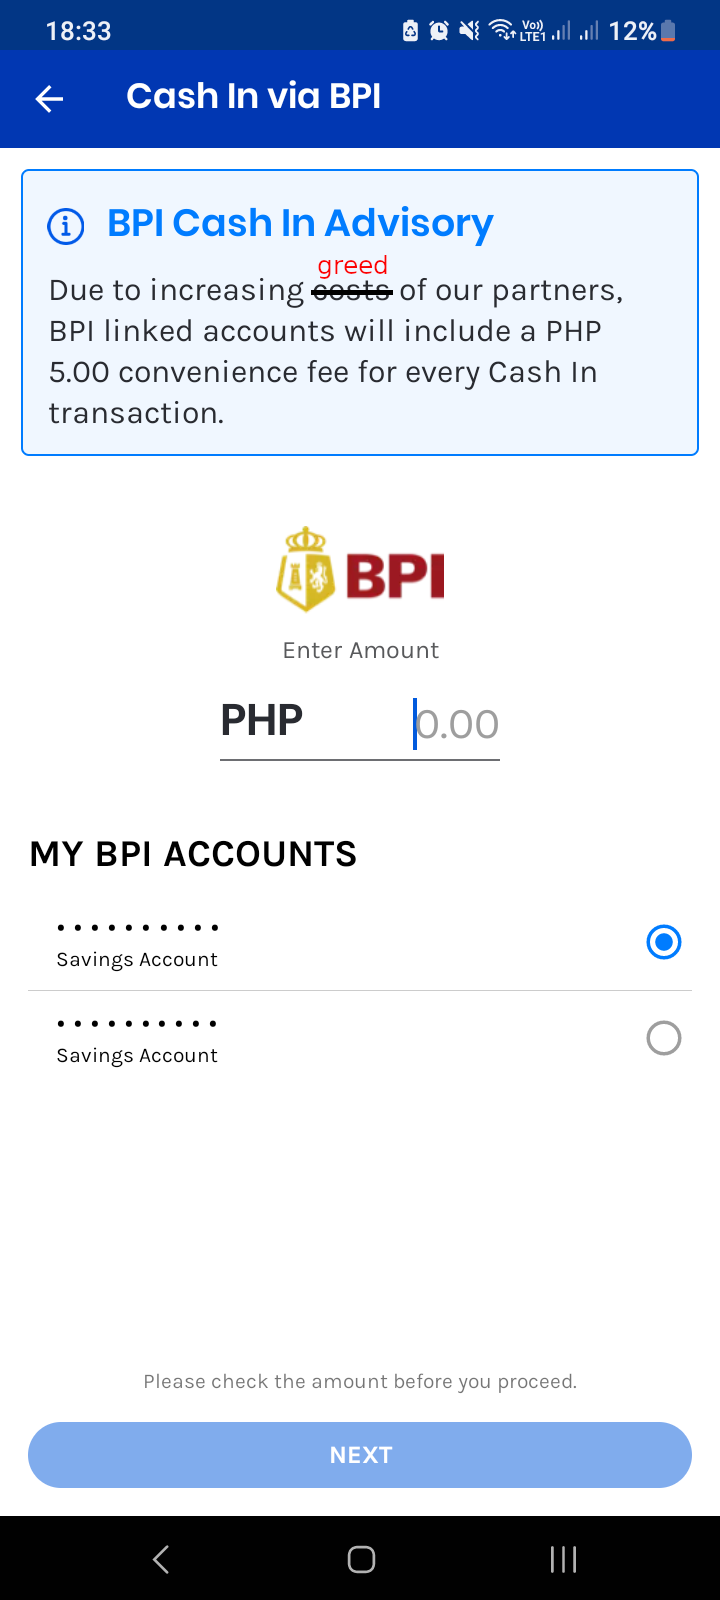 18:33
Vo)) LTE1 12%
Cash In via BPI
BPI Cash In Advisory
greed
Due to increasing costs of our partners,
BPI linked accounts will include a PHP
5.00 convenience fee for every Cash In
transaction.
BPI
Enter Amount
PHP 0.00
MY BPI ACCOUNTS
• • • • • • • • • •
Savings Account
• • • • • • • • • •
Savings Account
Please check the amount before you proceed.
NEXT